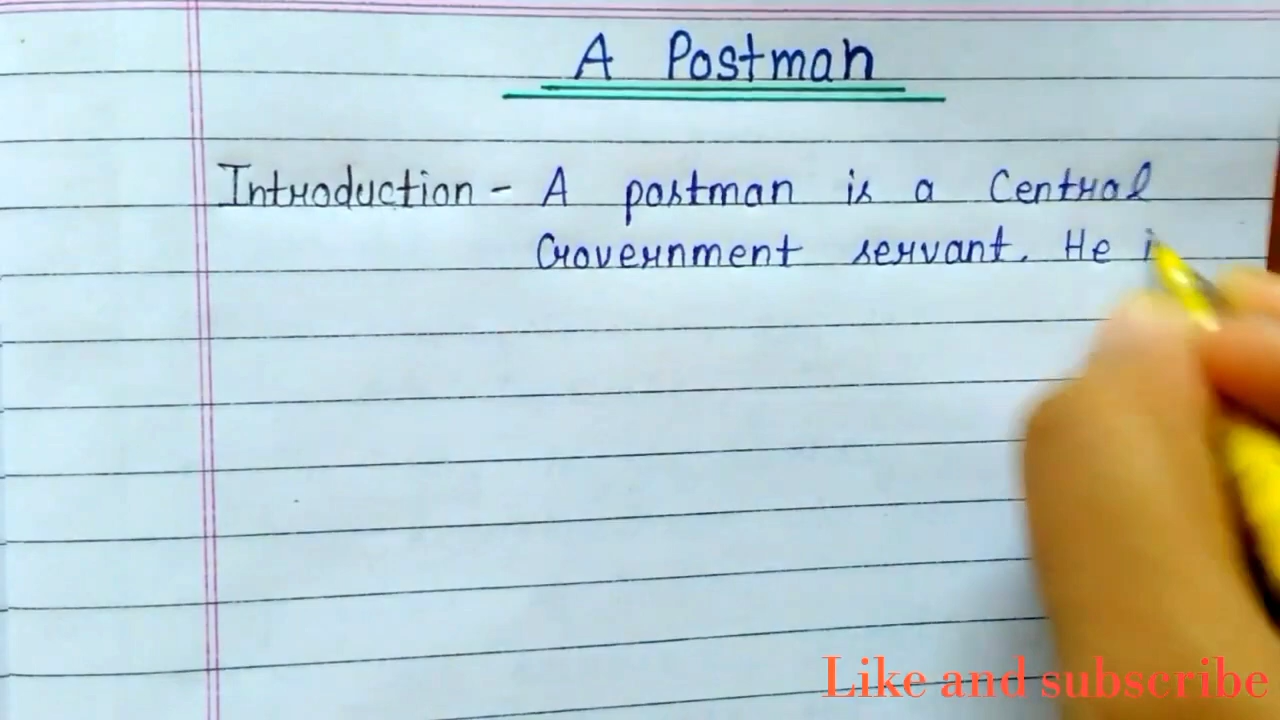 A Postman
Introduction - A postman is a Central
Government servant. He i
Like and subscribe